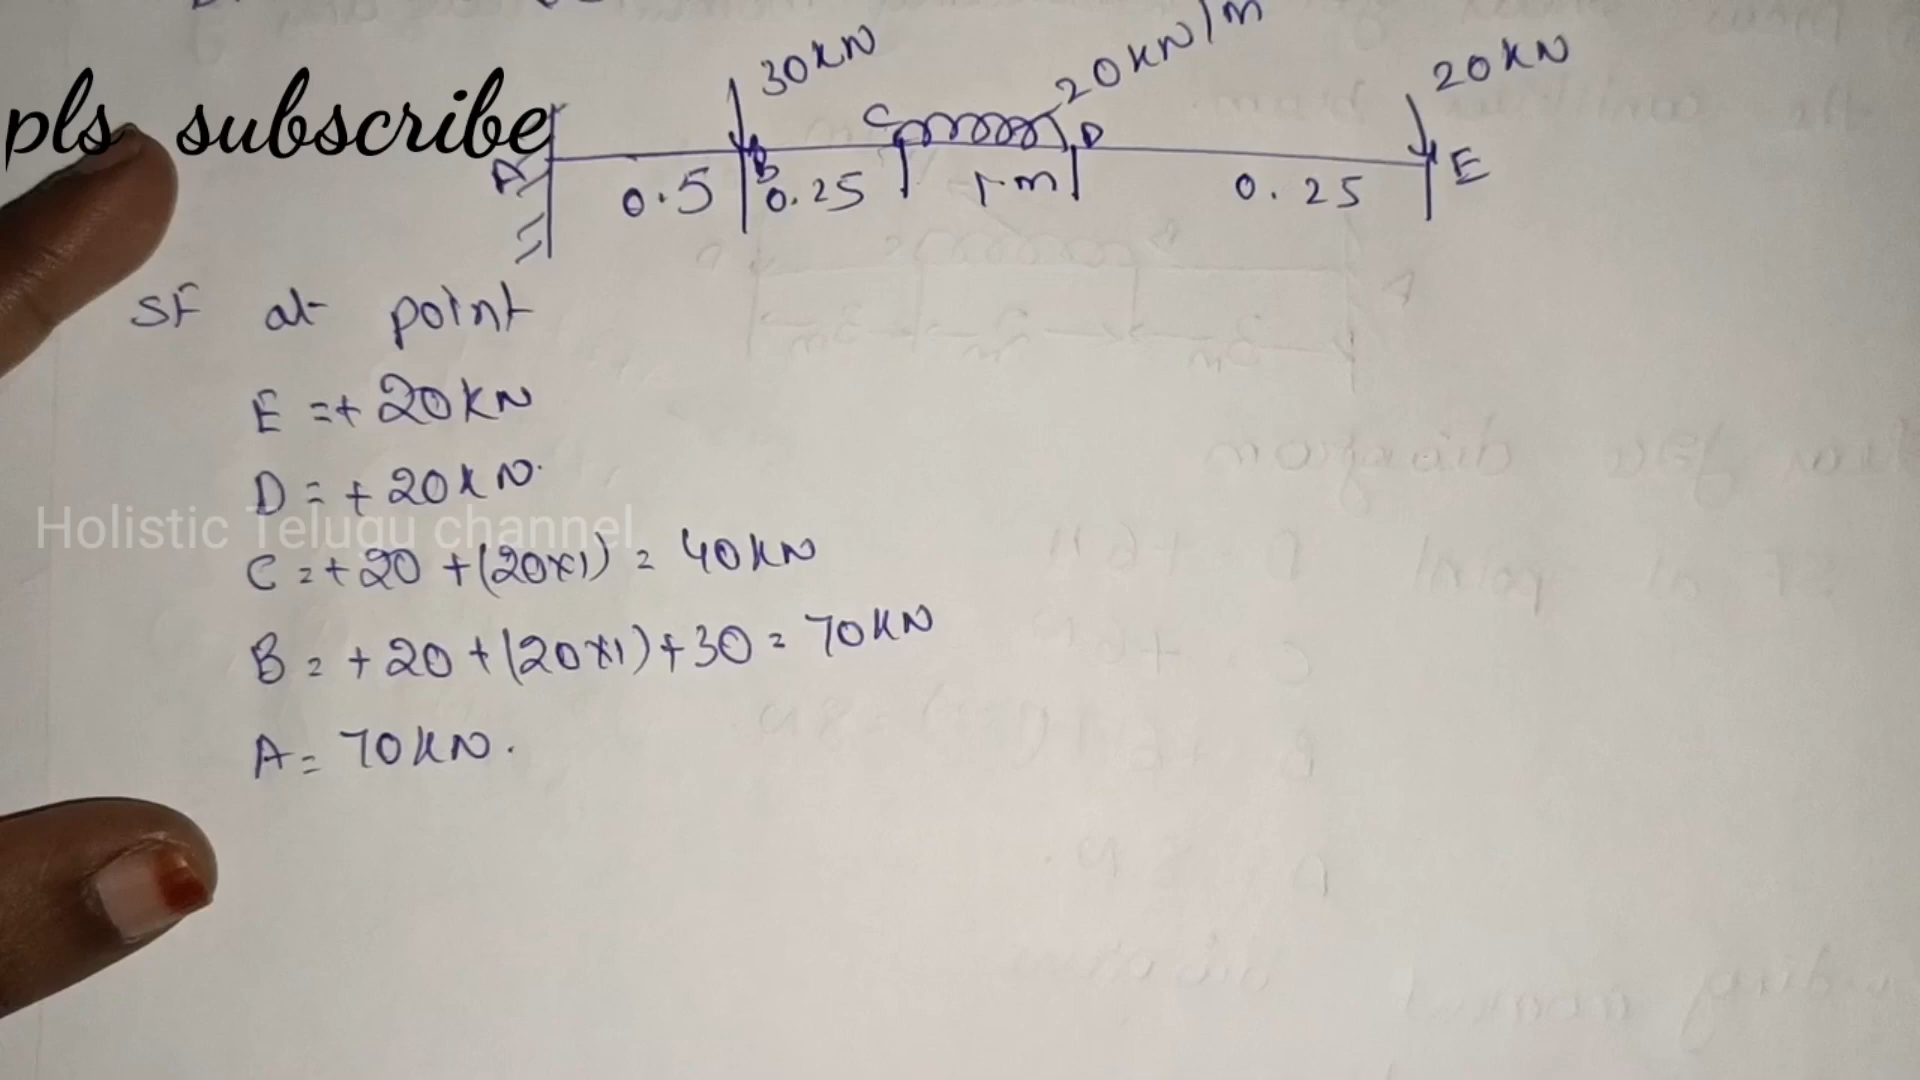 30KN
20KN/m
20KN
pls subscribe
A
B
C
D
E
0.5
0.25
1m
0.25
SF at point
E =+ 20KN
D = + 20KN.
Holistic Telugu channel
C = + 20 + (20×1) = 40KN
B = + 20 + (20×1) + 30 = 70KN
A = 70KN.